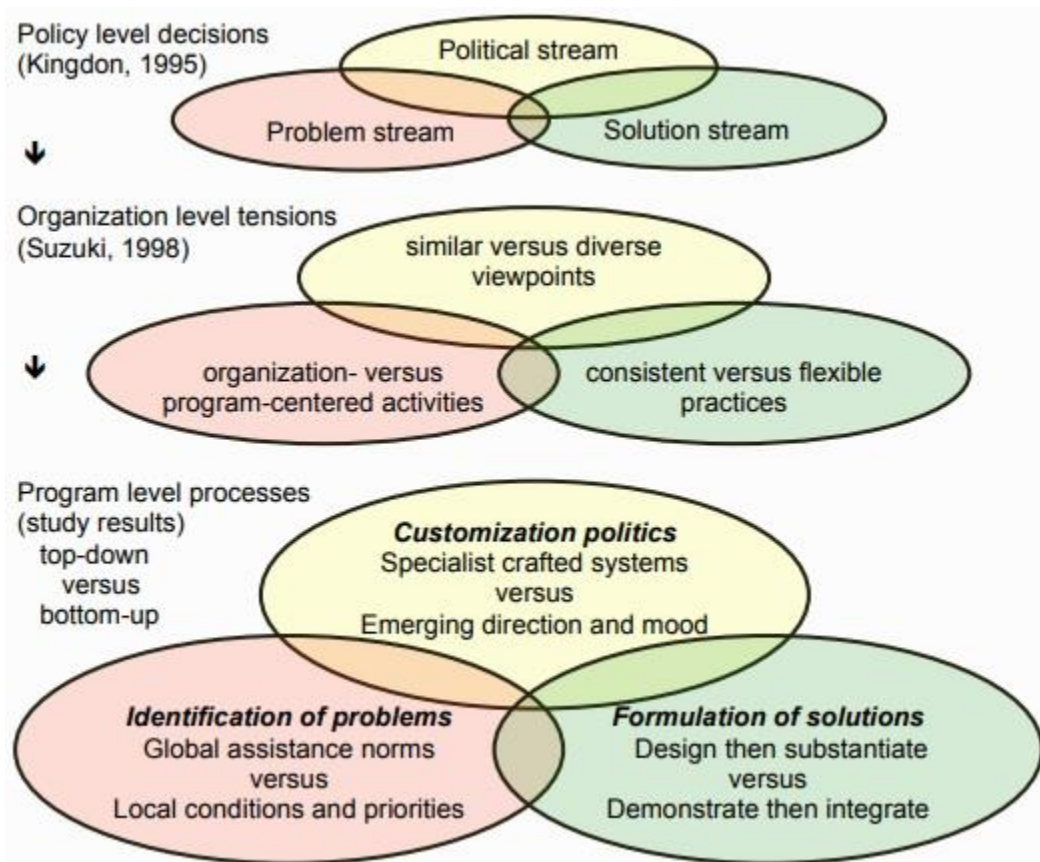 Policy level decisions
(Kingdon, 1995)
Political stream
Problem stream
Solution stream
Organization level tensions
(Suzuki, 1998)
similar versus diverse
viewpoints
organization- versus
program-centered activities
consistent versus flexible
practices
Program level processes
(study results)
top-down
versus
bottom-up
Customization politics
Specialist crafted systems
versus
Emerging direction and mood
Identification of problems
Global assistance norms
versus
Local conditions and priorities
Formulation of solutions
Design then substantiate
versus
Demonstrate then integrate